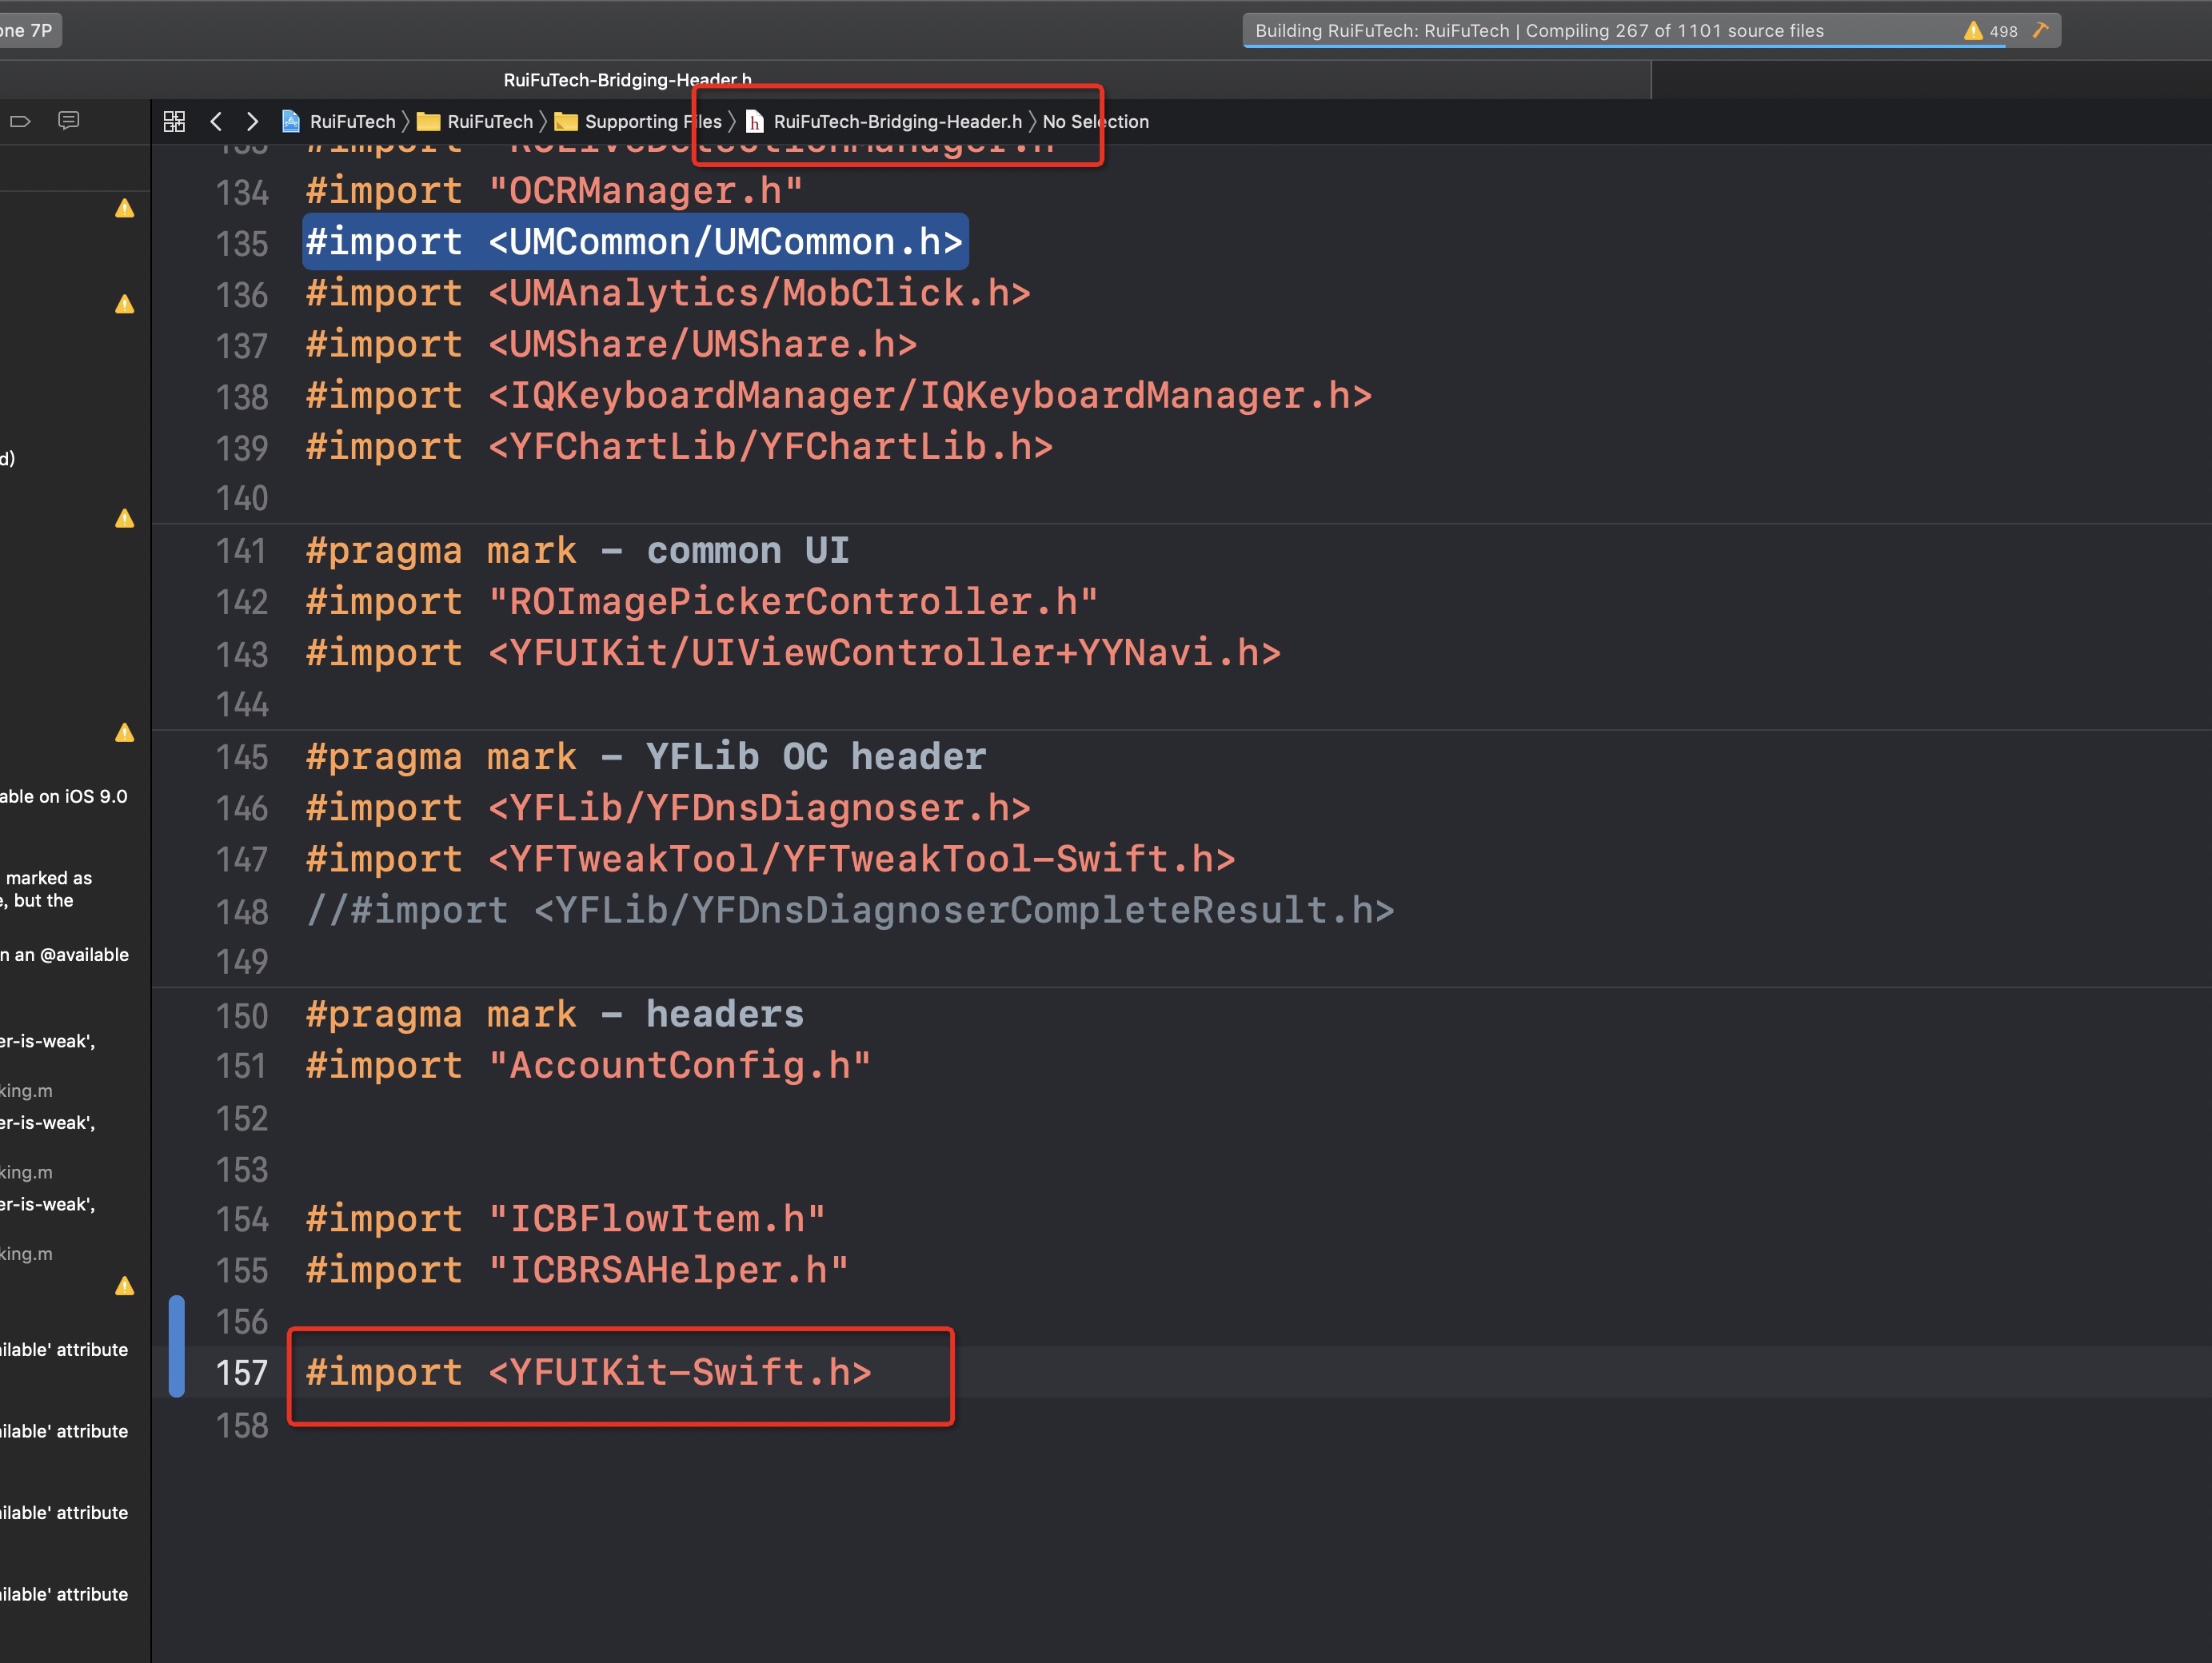 one 7P
Building RuiFuTech: RuiFuTech | Compiling 267 of 1101 source files
498
RuiFuTech-Bridging-Header.h
RuiFuTech 〉 RuiFuTech 〉 Supporting Files 〉 h RuiFuTech-Bridging-Header.h 〉 No Selection
133 #import "ROLiveDetectionManager.h"
134 #import "OCRManager.h"
135 #import <UMCommon/UMCommon.h>
136 #import <UMAnalytics/MobClick.h>
137 #import <UMShare/UMShare.h>
138 #import <IQKeyboardManager/IQKeyboardManager.h>
139 #import <YFChartLib/YFChartLib.h>
140
141 #pragma mark - common UI
142 #import "ROImagePickerController.h"
143 #import <YFUIKit/UIViewController+YYNavi.h>
144
145 #pragma mark - YFLib OC header
146 #import <YFLib/YFDnsDiagnoser.h>
147 #import <YFTweakTool/YFTweakTool-Swift.h>
148 //#import <YFLib/YFDnsDiagnoserCompleteResult.h>
149
150 #pragma mark - headers
151 #import "AccountConfig.h"
152
153
154 #import "ICBFlowItem.h"
155 #import "ICBRSAHelper.h"
156
157 #import <YFUIKit-Swift.h>
158
d)
able on iOS 9.0
marked as
e, but the
n an @available
er-is-weak',
king.m
er-is-weak',
king.m
er-is-weak',
king.m
ilable' attribute
ilable' attribute
ilable' attribute
ilable' attribute